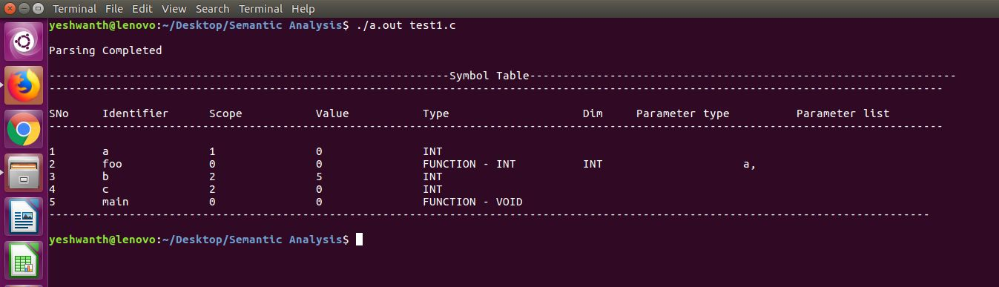 Terminal File Edit View Search Terminal Help
yeshwanth@lenovo:~/Desktop/Semantic Analysis$ ./a.out test1.c
Parsing Completed
------------------------------------------------------------Symbol Table----------------------------------------------------------------
--------------------------------------------------------------------------------------------------------------------------------------
SNo     Identifier      Scope           Value           Type                    Dim     Parameter type          Parameter list
--------------------------------------------------------------------------------------------------------------------------------------
1       a               1               0               INT
2       foo             0               0               FUNCTION - INT          INT                     a,
3       b               2               5               INT
4       c               2               0               INT
5       main            0               0               FUNCTION - VOID
------------------------------------------------------------------------------------------------------------------------------------
yeshwanth@lenovo:~/Desktop/Semantic Analysis$